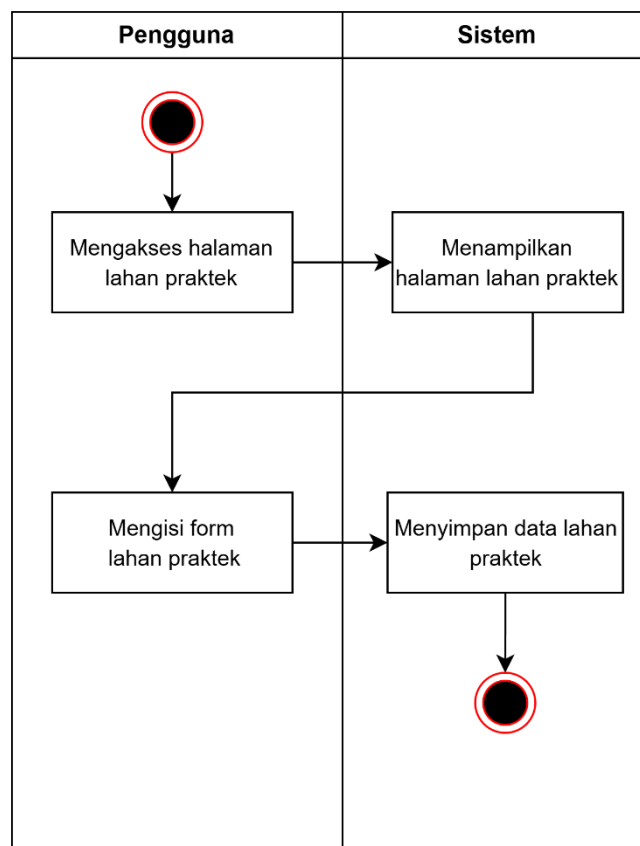 Pengguna
Sistem
Mengakses halaman
lahan praktek
Menampilkan
halaman lahan praktek
Mengisi form
lahan praktek
Menyimpan data lahan
praktek